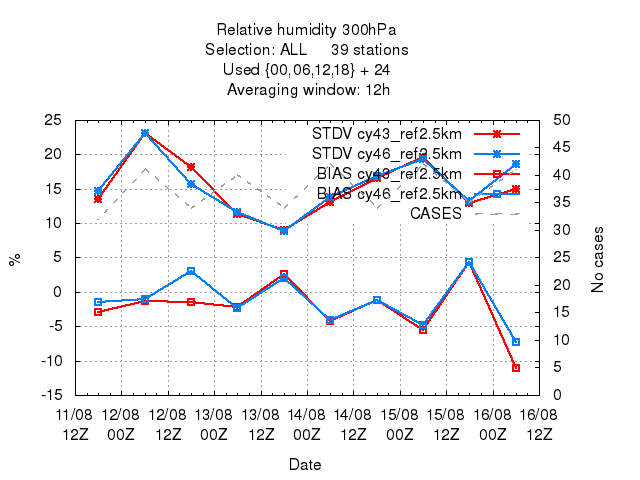 Relative humidity 300hPa
Selection: ALL 39 stations
Used {00,06,12,18} + 24
Averaging window: 12h
STDV cy43_ref2.5km
STDV cy46_ref2.5km
BIAS cy43_ref2.5km
BIAS cy46_ref2.5km
CASES
25
20
15
10
5
0
-5
-10
-15
%
50
45
40
35
30
25
20
15
10
5
0
No cases
11/08 12/08 12/08 13/08 13/08 14/08 14/08 15/08 15/08 16/08 16/08
12Z 00Z 12Z 00Z 12Z 00Z 12Z 00Z 12Z 00Z 12Z
Date